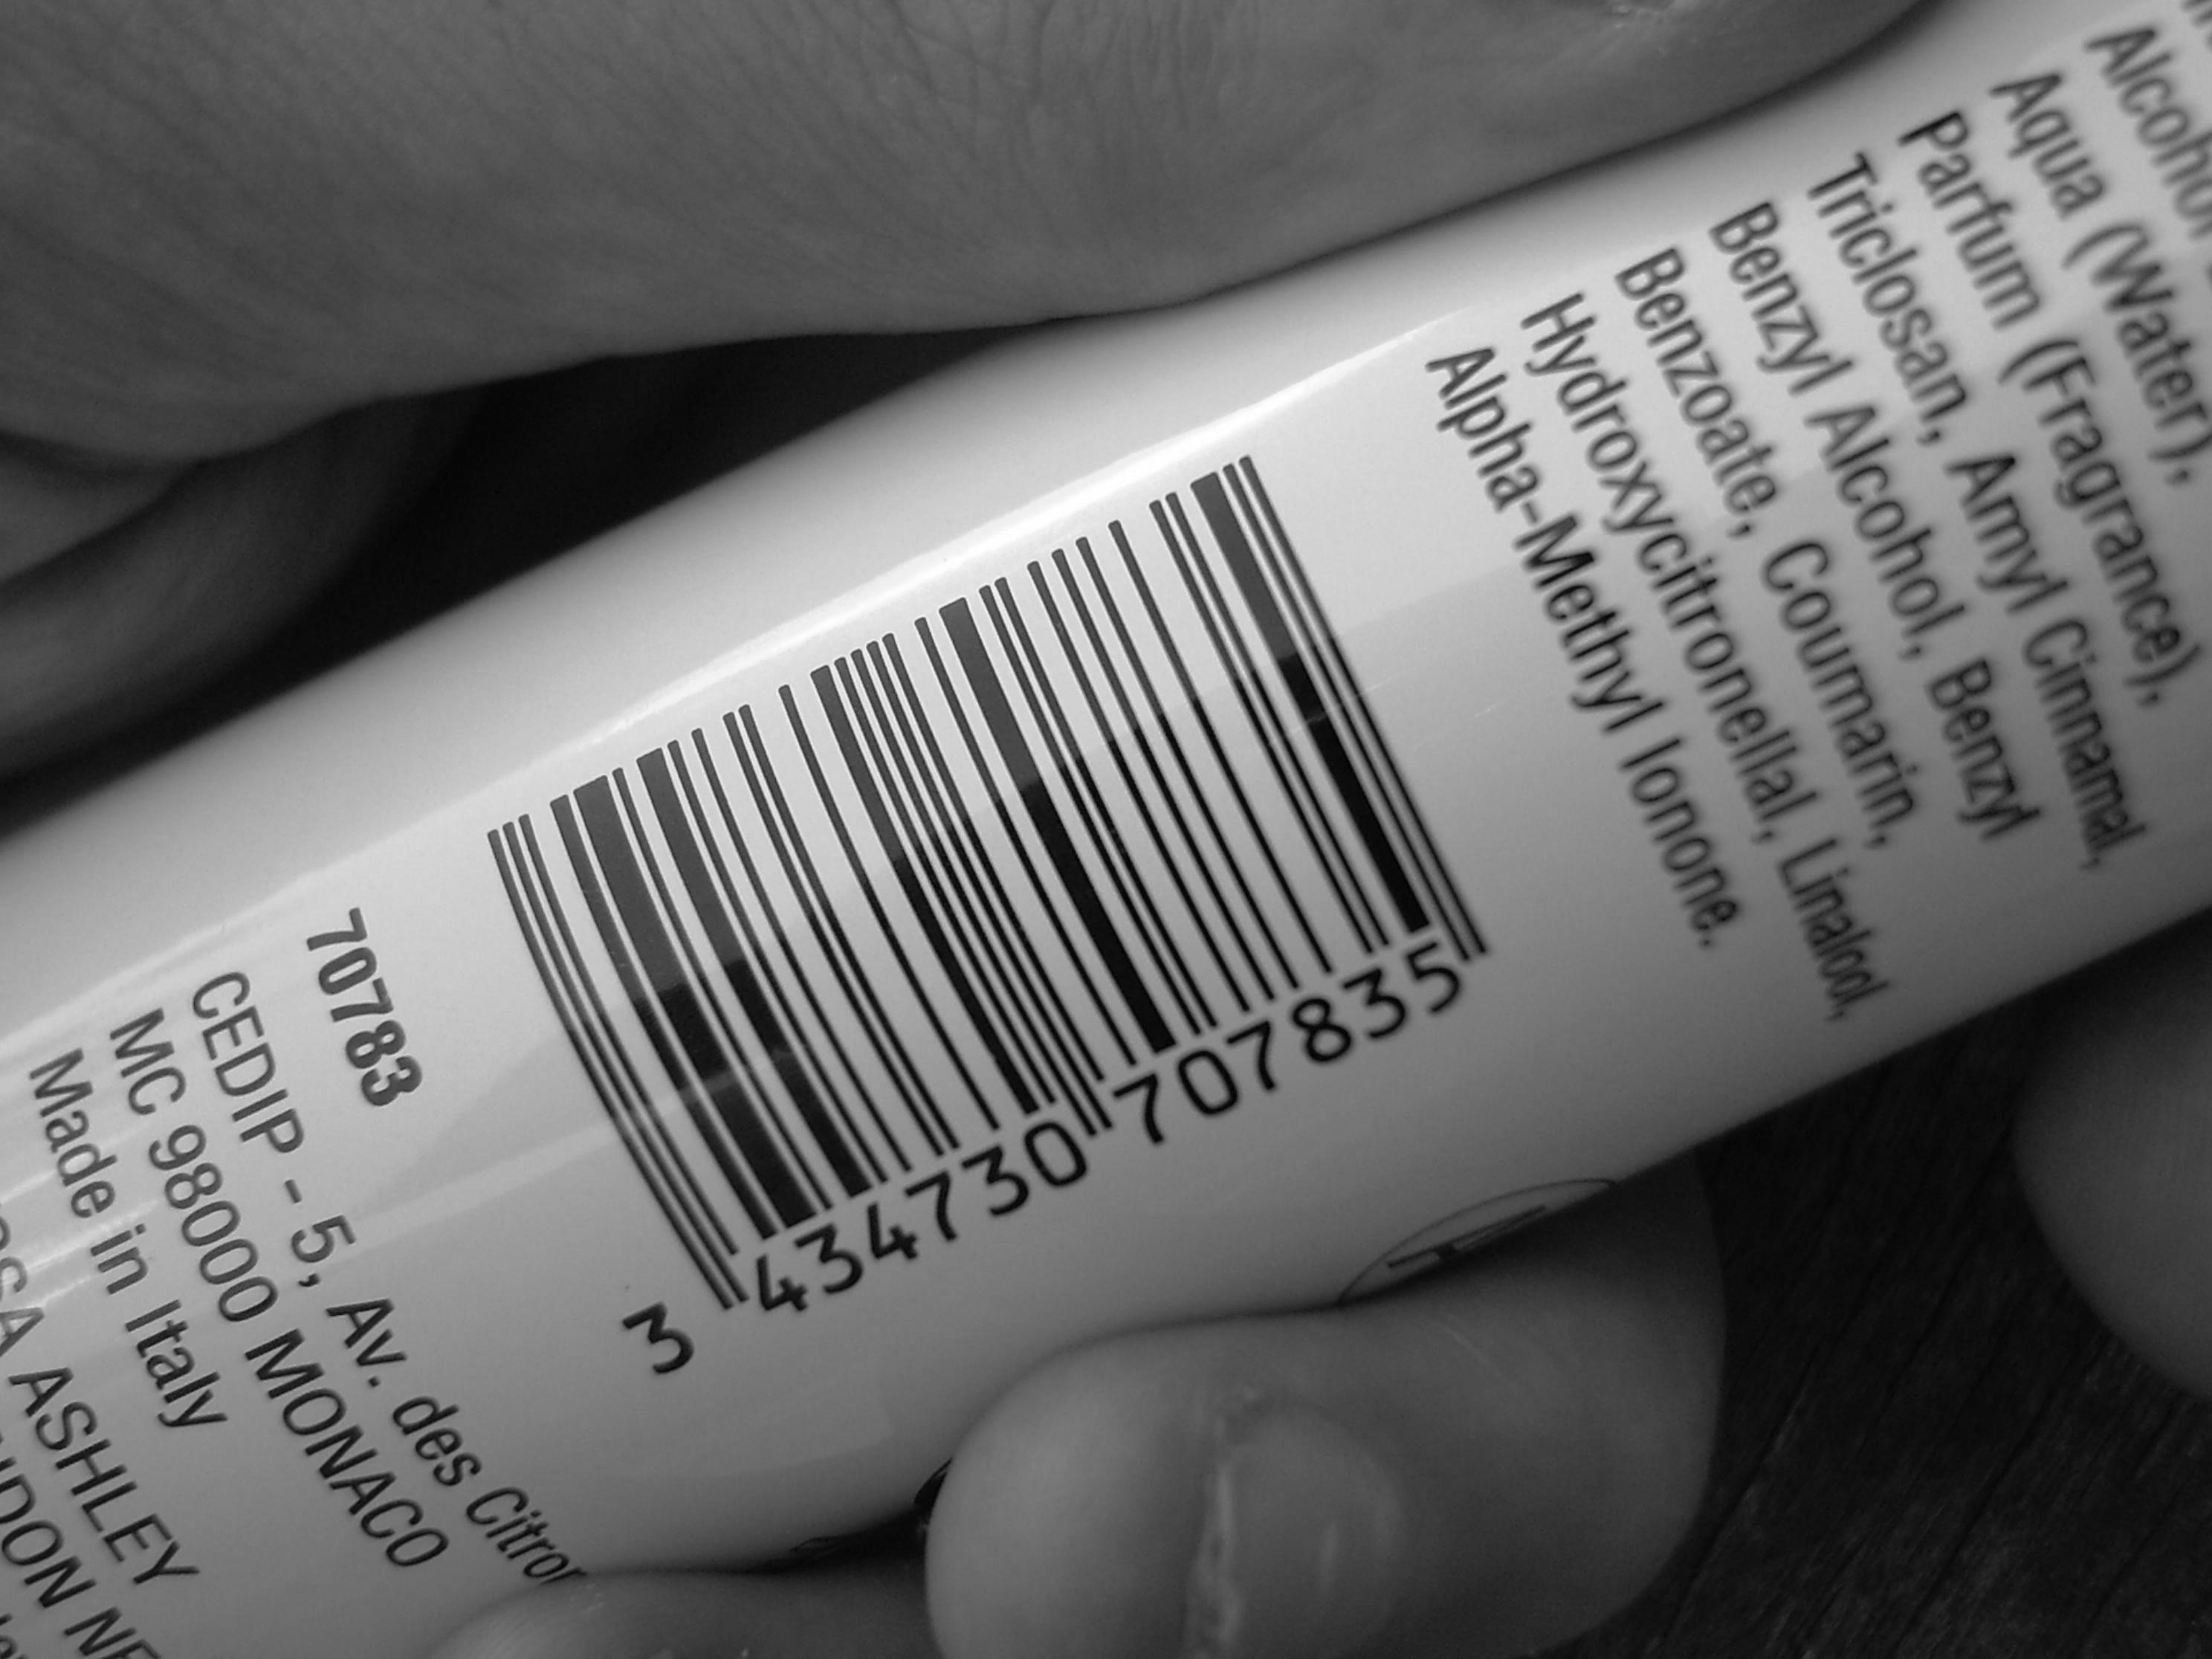 Alcohol
Aqua (Water),
Parfum (Fragrance),
Triclosan, Amyl Cinnamal,
Benzyl Alcohol, Benzyl
Benzoate, Coumarin,
Hydroxycitronellal, Linalool,
Alpha-Methyl Ionone.
3 434730 707835
70783
CEDIP - 5, Av. des
MC 98000 MONACO
Made in Italy
ASHLEY